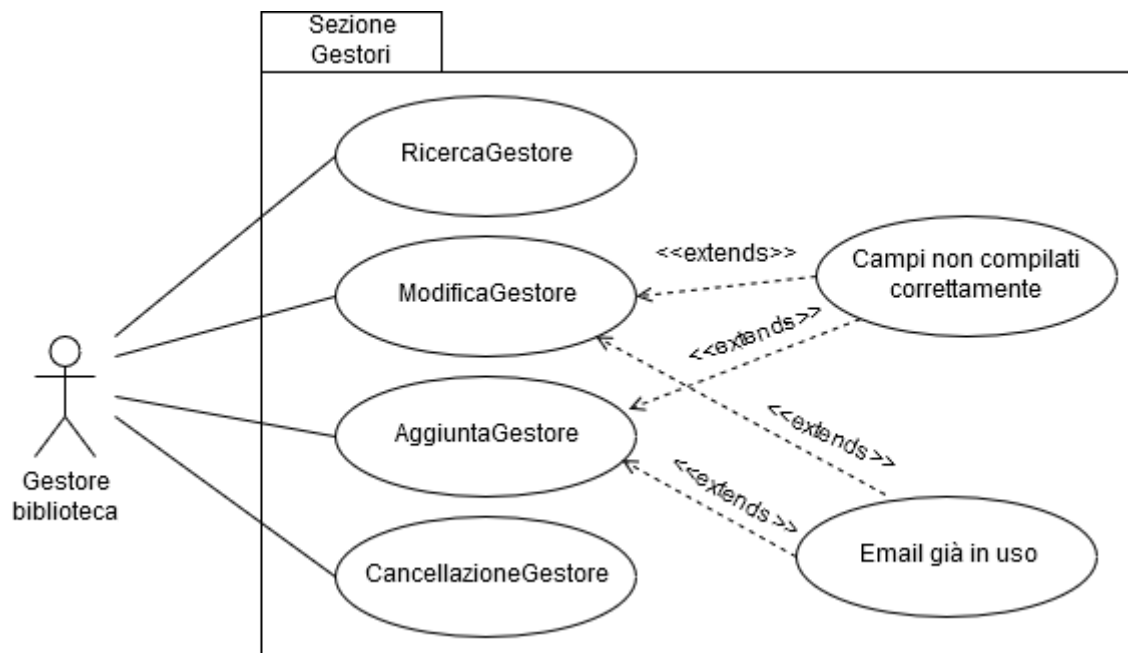 Sezione
Gestori
RicercaGestore
ModificaGestore
<<extends>>
Campi non compilati
correttamente
<<extends>>
<<extends>>
AggiuntaGestore
<<extends>>
Gestore
biblioteca
Email già in uso
CancellazioneGestore